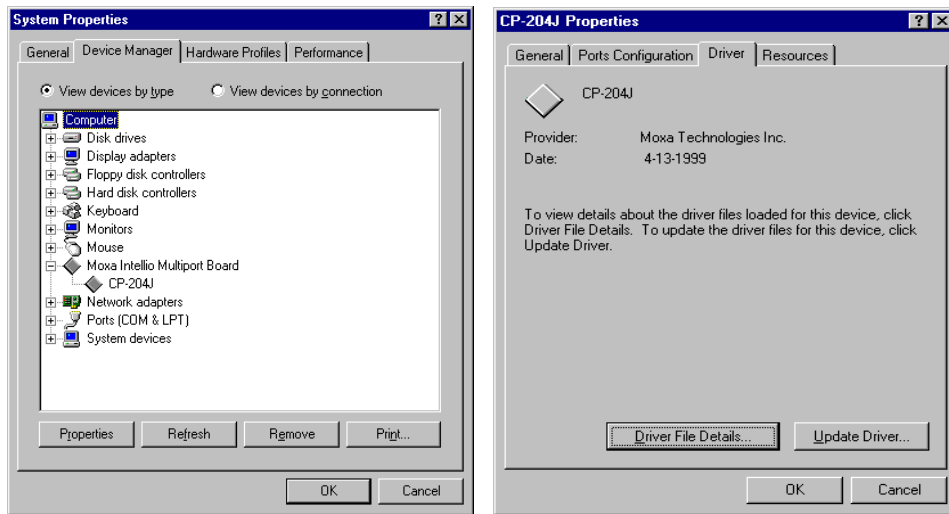 System Properties
General Device Manager Hardware Profiles Performance
View devices by type View devices by connection
Computer
Disk drives
Display adapters
Floppy disk controllers
Hard disk controllers
Keyboard
Monitors
Mouse
Moxa Intellio Multiport Board
CP-204J
Network adapters
Ports (COM & LPT)
System devices
Properties Refresh Remove Print...
OK Cancel
CP-204J Properties
General Ports Configuration Driver Resources
CP-204J
Provider: Moxa Technologies Inc.
Date: 4-13-1999
To view details about the driver files loaded for this device, click
Driver File Details. To update the driver files for this device, click
Update Driver.
Driver File Details... Update Driver...
OK Cancel